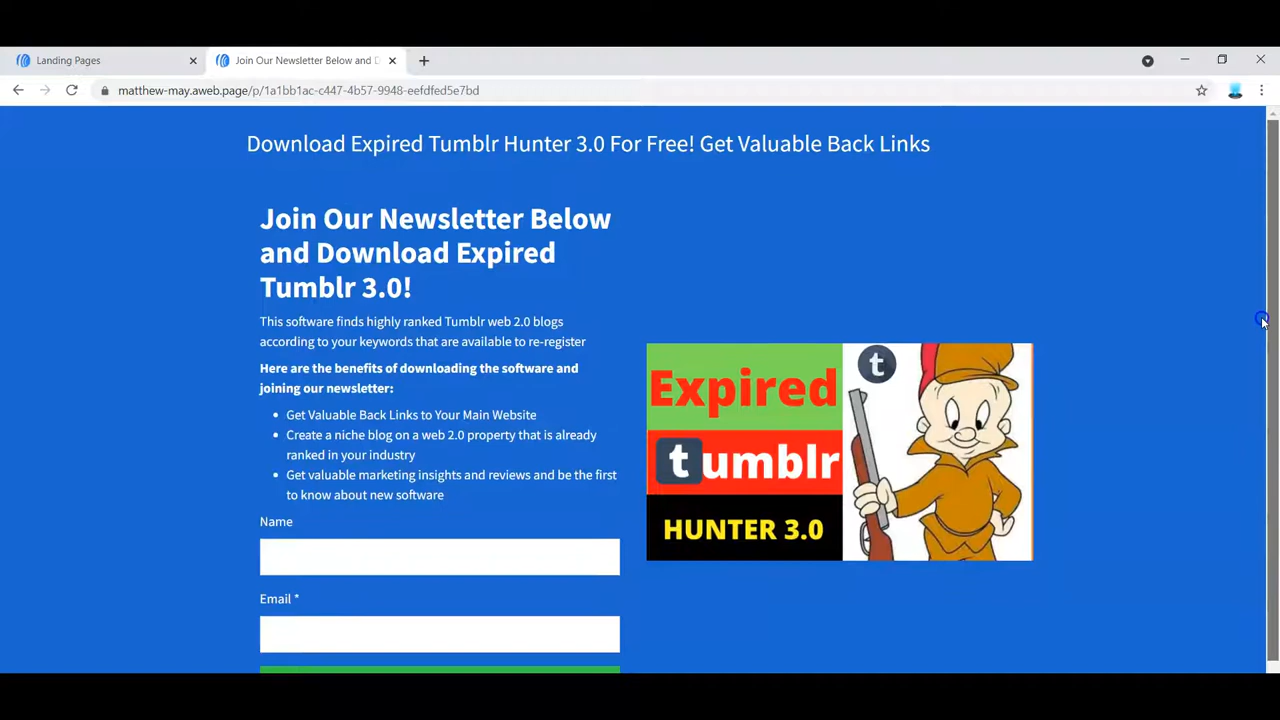 Landing Pages
Join Our Newsletter Below and D
matthew-may.aweb.page/p/1a1bb1ac-c447-4b57-9948-eefdfed5e7bd
Download Expired Tumblr Hunter 3.0 For Free! Get Valuable Back Links
Join Our Newsletter Below
and Download Expired
Tumblr 3.0!
This software finds highly ranked Tumblr web 2.0 blogs
according to your keywords that are available to re-register
Here are the benefits of downloading the software and
joining our newsletter:
Get Valuable Back Links to Your Main Website
Create a niche blog on a web 2.0 property that is already
ranked in your industry
Get valuable marketing insights and reviews and be the first
to know about new software
Name
Email *
Expired
tumblr
HUNTER 3.0
t